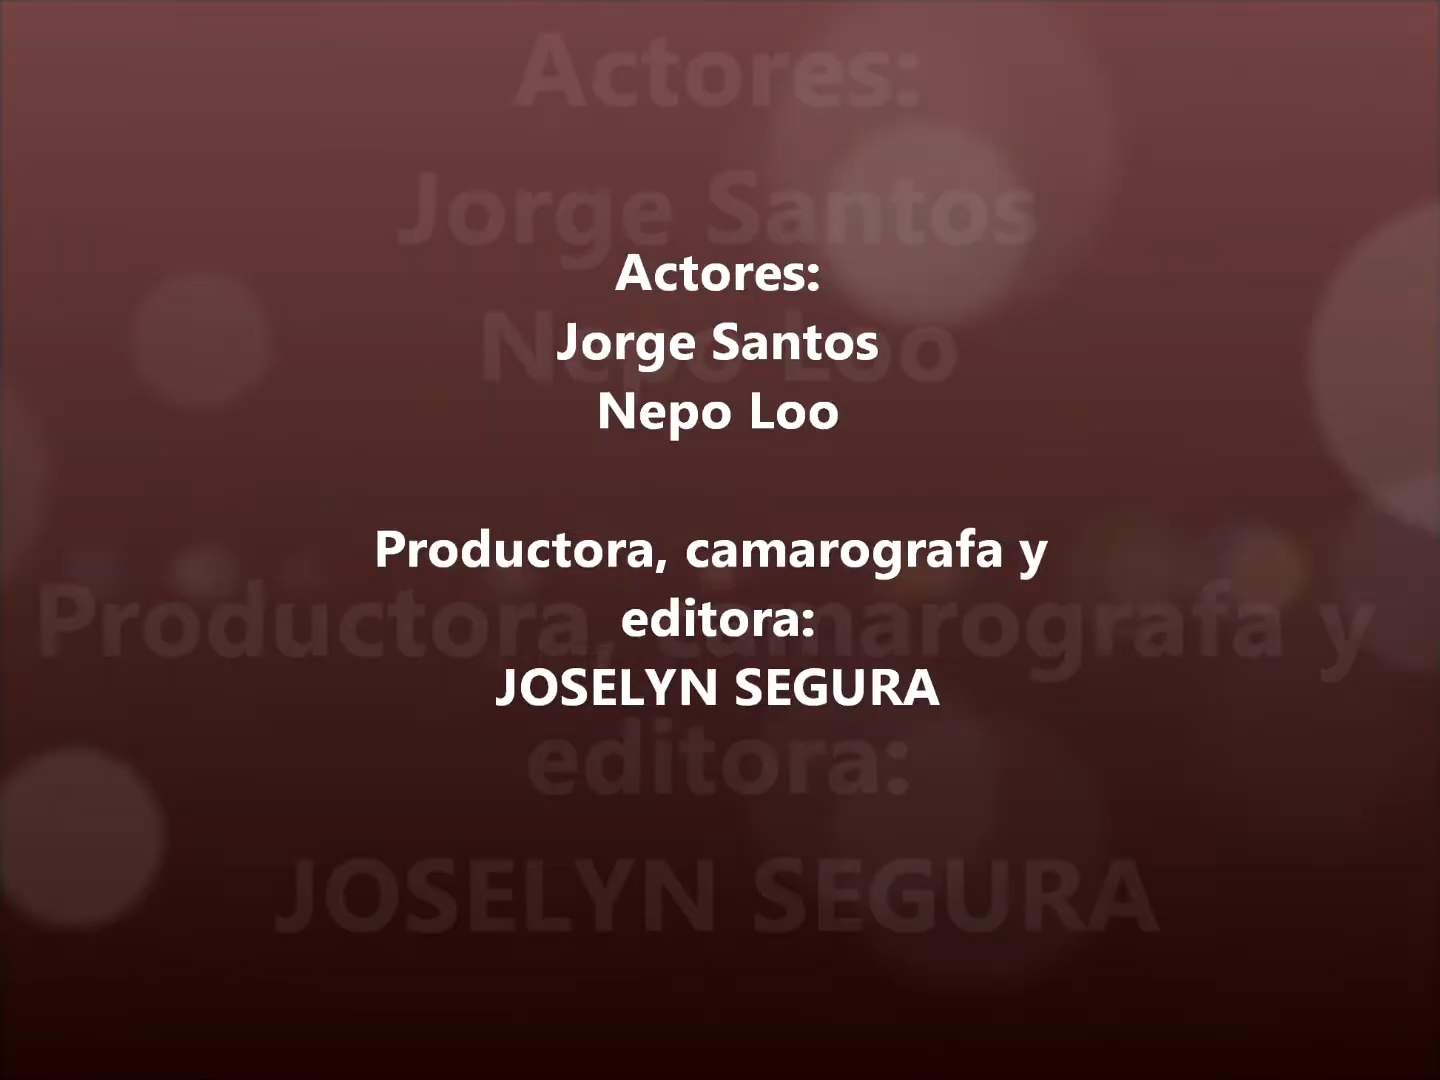 Actores:
Jorge Santos
Nepo Loo
Productora, camarografa y
editora:
JOSELYN SEGURA